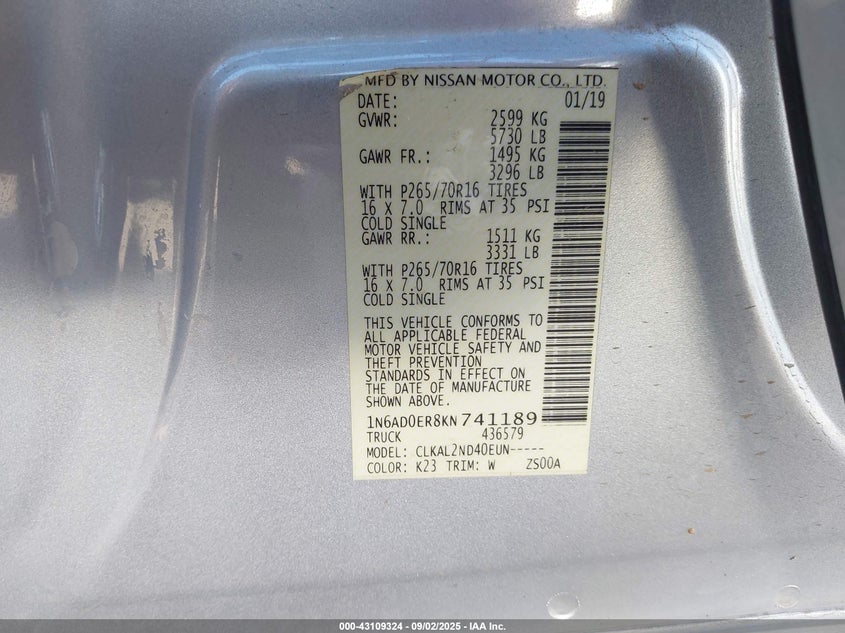 MFD BY NISSAN MOTOR CO., LTD.
DATE: 01/19
GVWR: 2599 KG
5730 LB
GAWR FR.: 1495 KG
3296 LB
WITH P265/70R16 TIRES
16 X 7.0 RIMS AT 35 PSI
COLD SINGLE
GAWR RR.: 1511 KG
3331 LB
WITH P265/70R16 TIRES
16 X 7.0 RIMS AT 35 PSI
COLD SINGLE
THIS VEHICLE CONFORMS TO
ALL APPLICABLE FEDERAL
MOTOR VEHICLE SAFETY AND
THEFT PREVENTION
STANDARDS IN EFFECT ON
THE DATE OF MANUFACTURE
SHOWN ABOVE.
1N6AD0ER8KN741189
TRUCK 436579
MODEL: CLKAL2ND40EUN-----
COLOR: K23 TRIM: W ZS00A
000-43109324 - 09/02/2025 - IAA Inc.